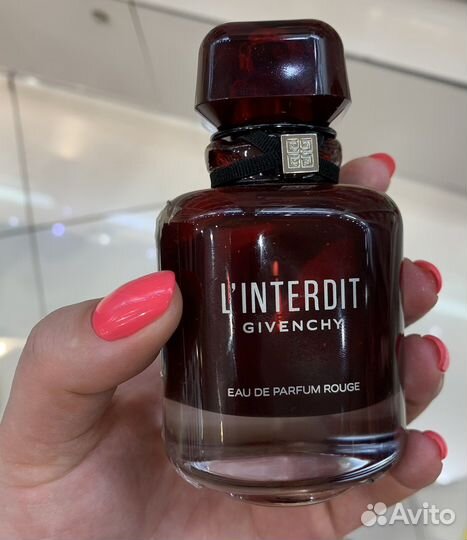 L'INTERDIT
GIVENCHY
EAU DE PARFUM ROUGE
Avito